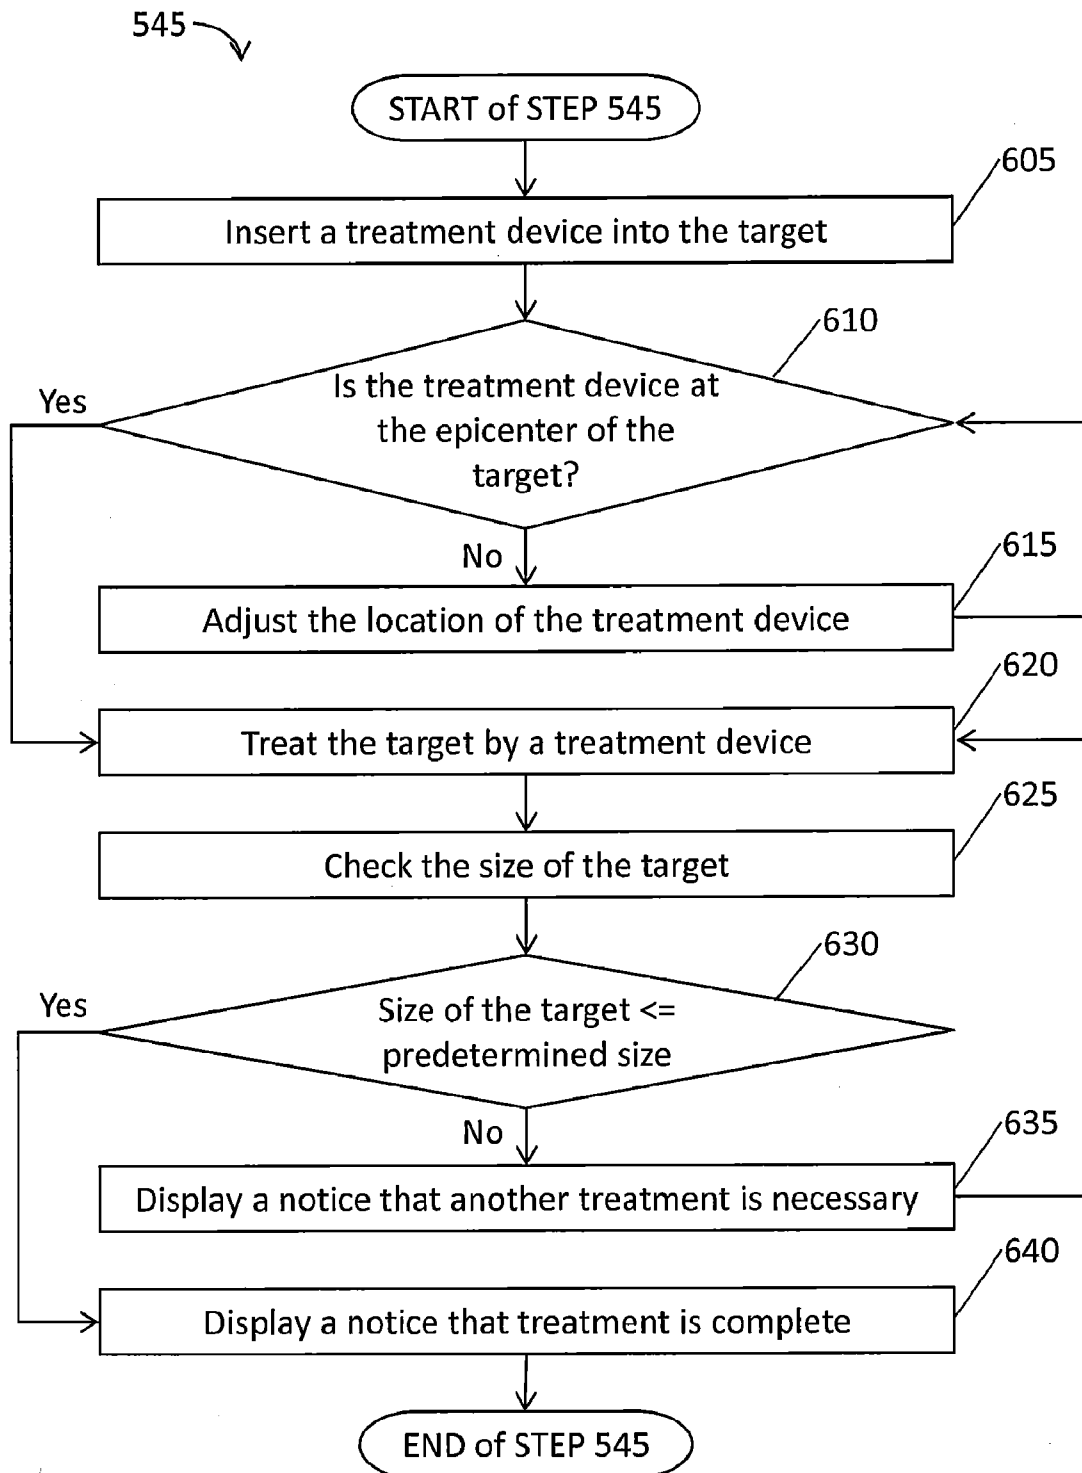 545
START of STEP 545
605
Insert a treatment device into the target
610
Is the treatment device at
the epicenter of the
target?
Yes
No
615
Adjust the location of the treatment device
620
Treat the target by a treatment device
625
Check the size of the target
630
Size of the target <=
predetermined size
Yes
No
635
Display a notice that another treatment is necessary
640
Display a notice that treatment is complete
END of STEP 545